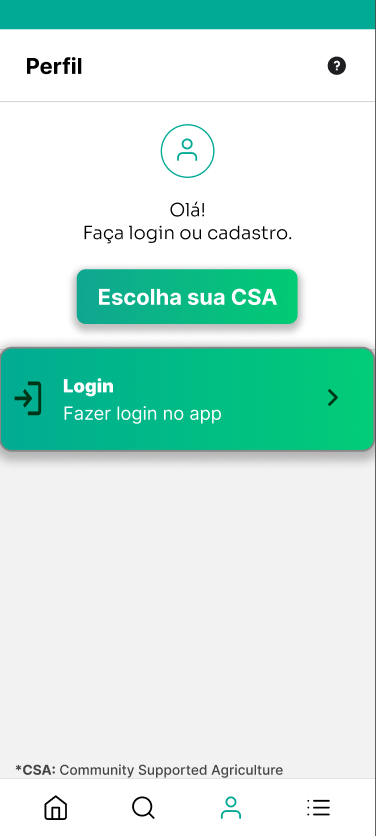 Perfil
Olá!
Faça login ou cadastro.
Escolha sua CSA
Login
Fazer login no app
*CSA: Community Supported Agriculture